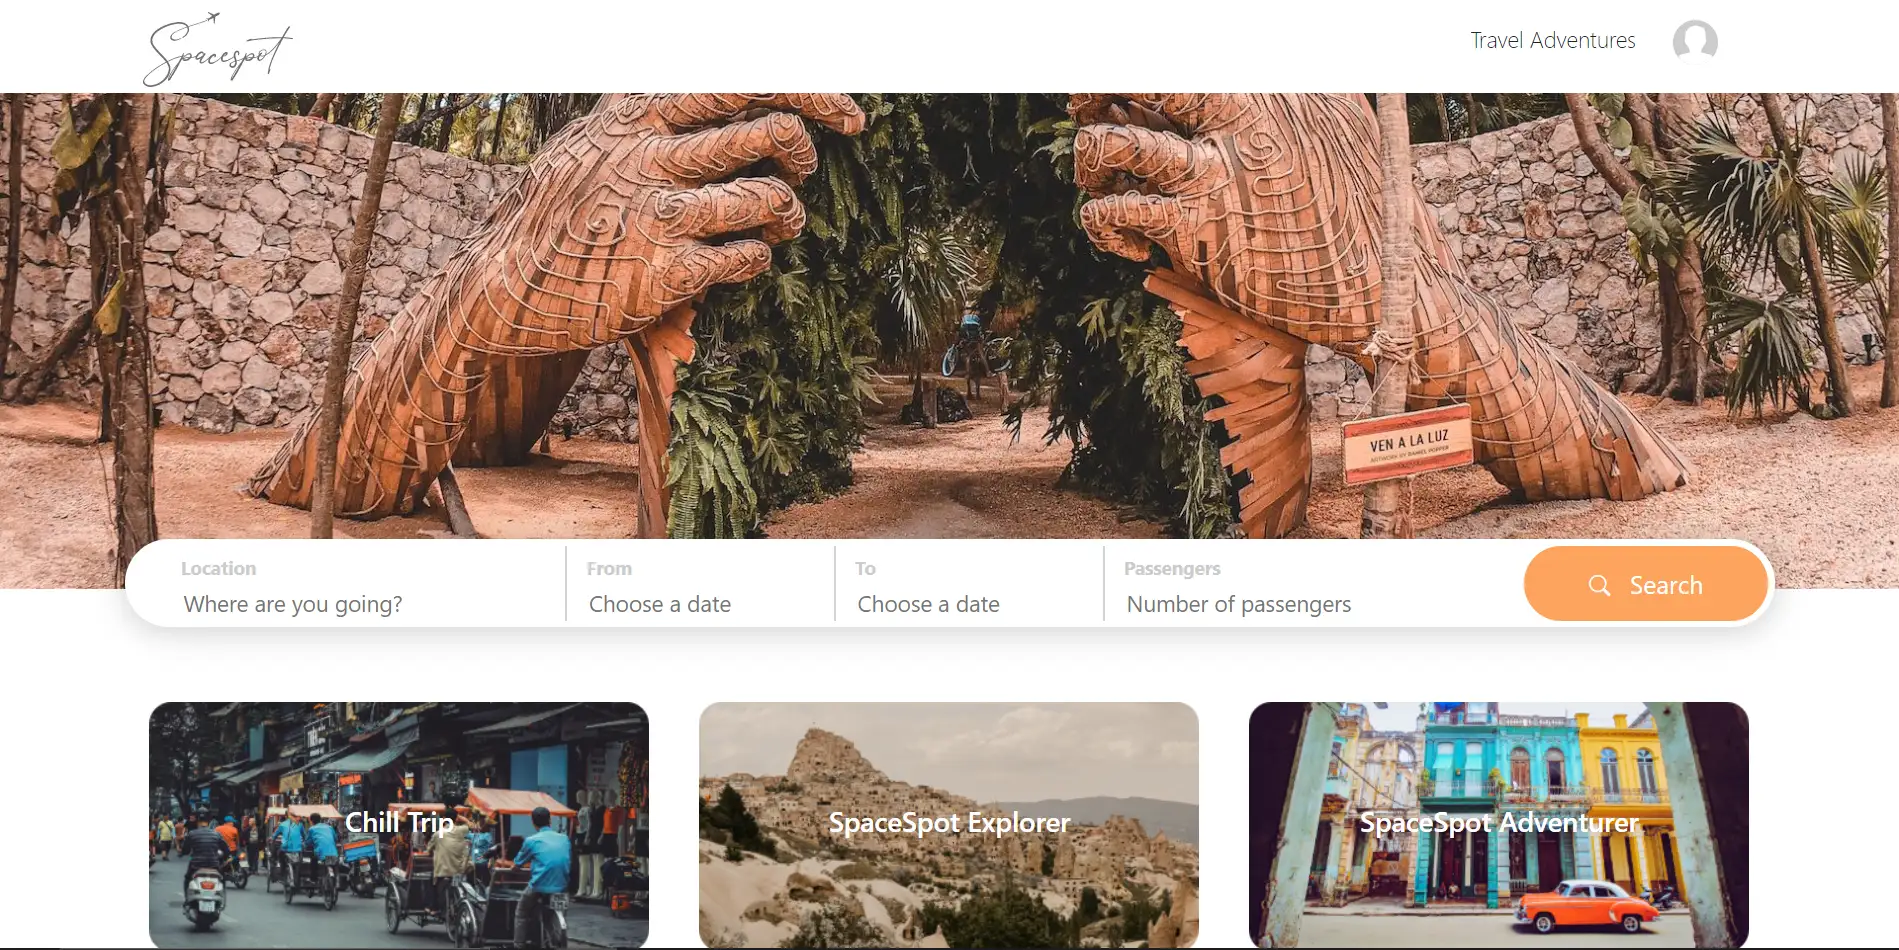 Spacespot
Travel Adventures
VEN A LA LUZ
ARTWORK BY DANIEL POPPER
Location
Where are you going?
From
Choose a date
To
Choose a date
Passengers
Number of passengers
Search
Chill Trip
SpaceSpot Explorer
SpaceSpot Adventurer